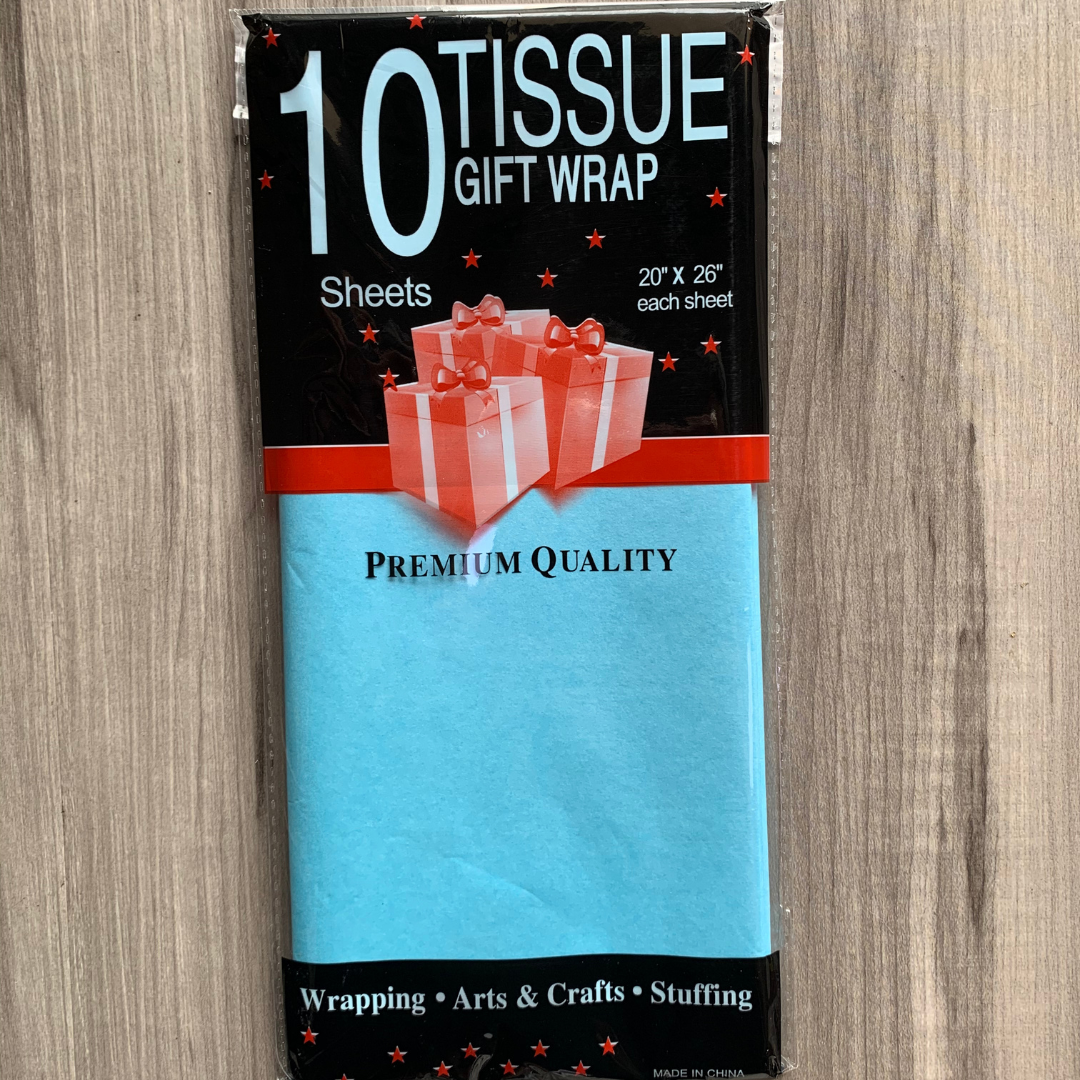 10 TISSUE
GIFT WRAP
Sheets
20" X 26"
each sheet
PREMIUM QUALITY
Wrapping • Arts & Crafts • Stuffing
MADE IN CHINA